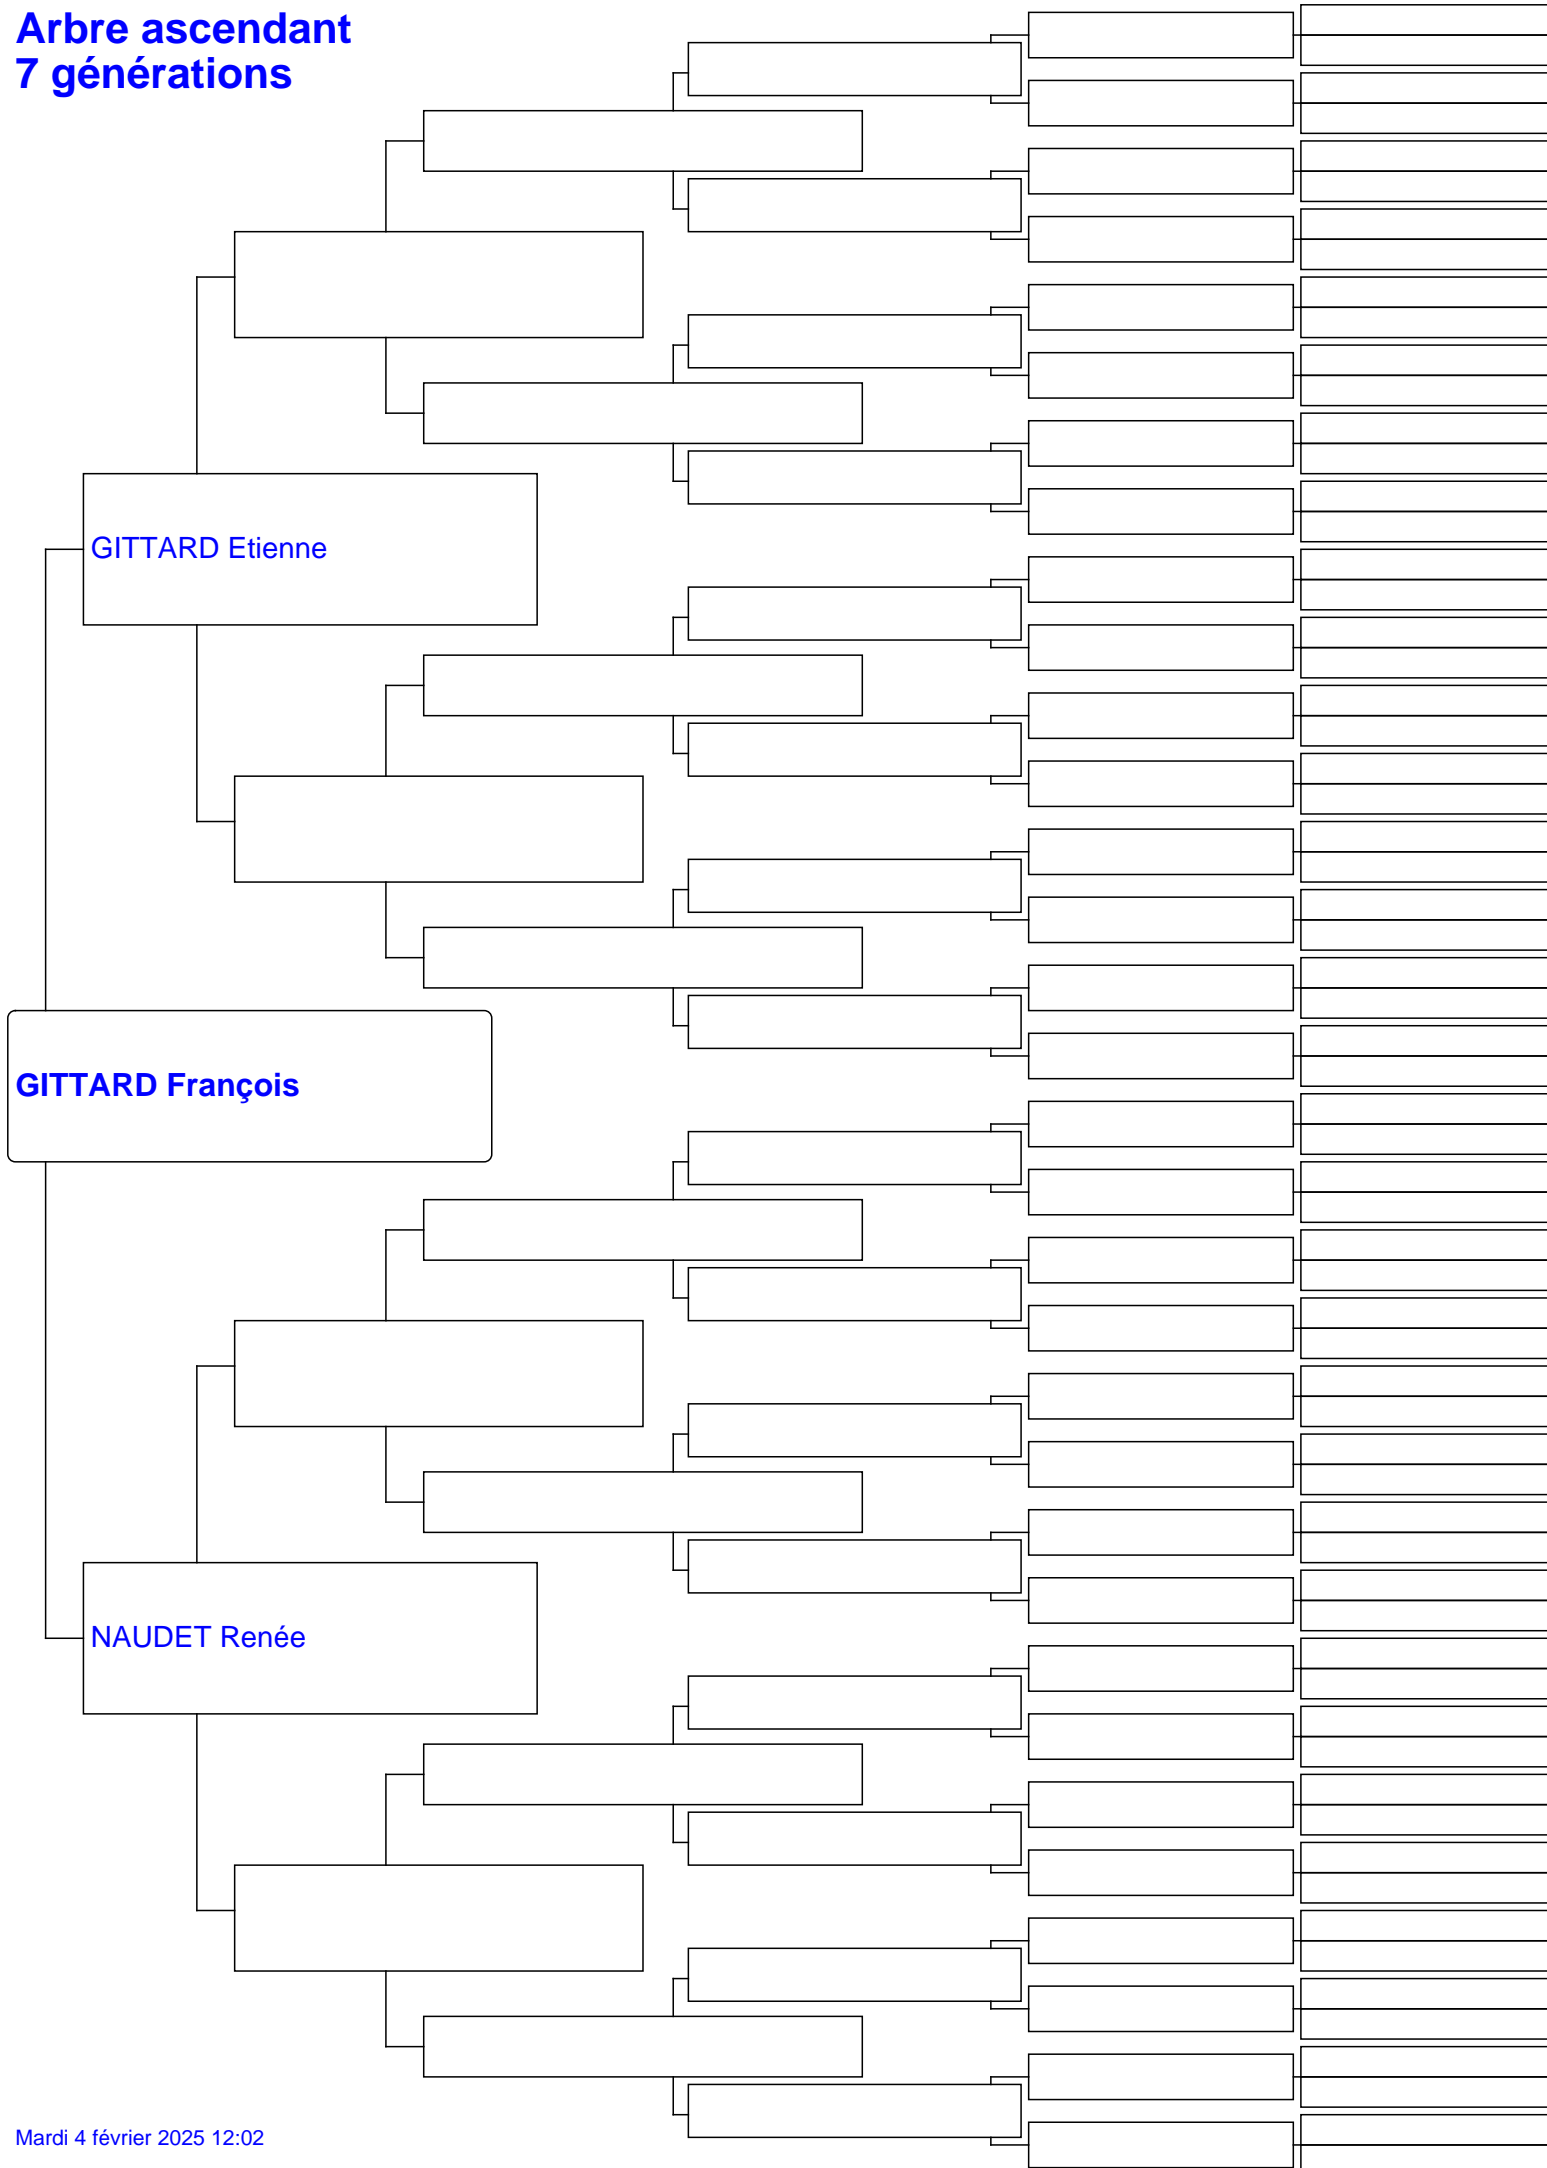 Arbre ascendant
7 générations
GITTARD Etienne
GITTARD François
NAUDET Renée
Mardi 4 février 2025 12:02